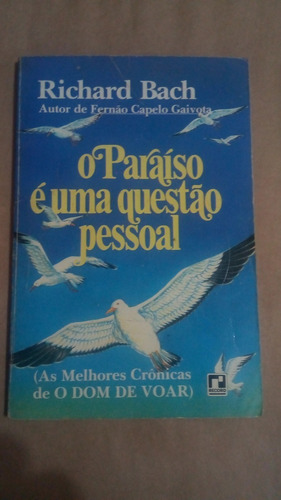 Richard Bach
Autor de Fernão Capelo Gaivota
o Paraíso
é uma questão
pessoal
(As Melhores Crônicas
de O DOM DE VOAR)